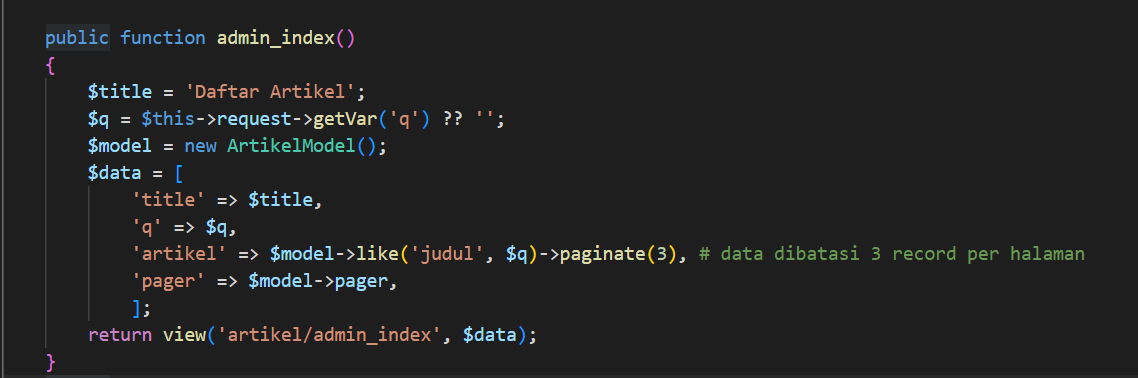 public function admin_index()
{
$title = 'Daftar Artikel';
$q = $this->request->getVar('q') ?? '';
$model = new ArtikelModel();
$data = [
'title' => $title,
'q' => $q,
'artikel' => $model->like('judul', $q)->paginate(3), # data dibatasi 3 record per halaman
'pager' => $model->pager,
];
return view('artikel/admin_index', $data);
}